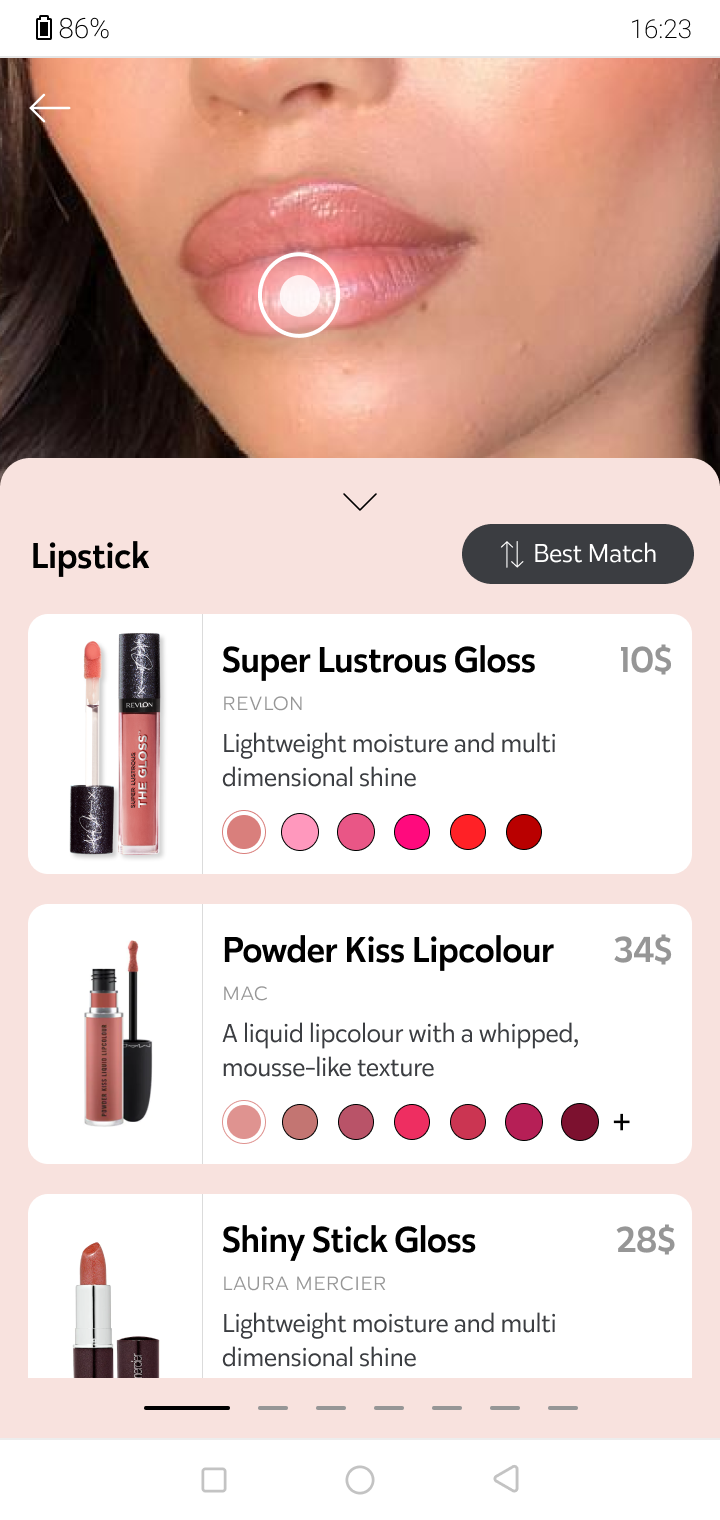 86%
16:23
Lipstick
Best Match
REVLON
SUPER LUSTROUS
THE GLOSS
Super Lustrous Gloss
10$
REVLON
Lightweight moisture and multi
dimensional shine
POWDER KISS LIQUID LIPCOLOUR
Powder Kiss Lipcolour
34$
MAC
A liquid lipcolour with a whipped,
mousse-like texture
+
Shiny Stick Gloss
28$
LAURA MERCIER
Lightweight moisture and multi
dimensional shine